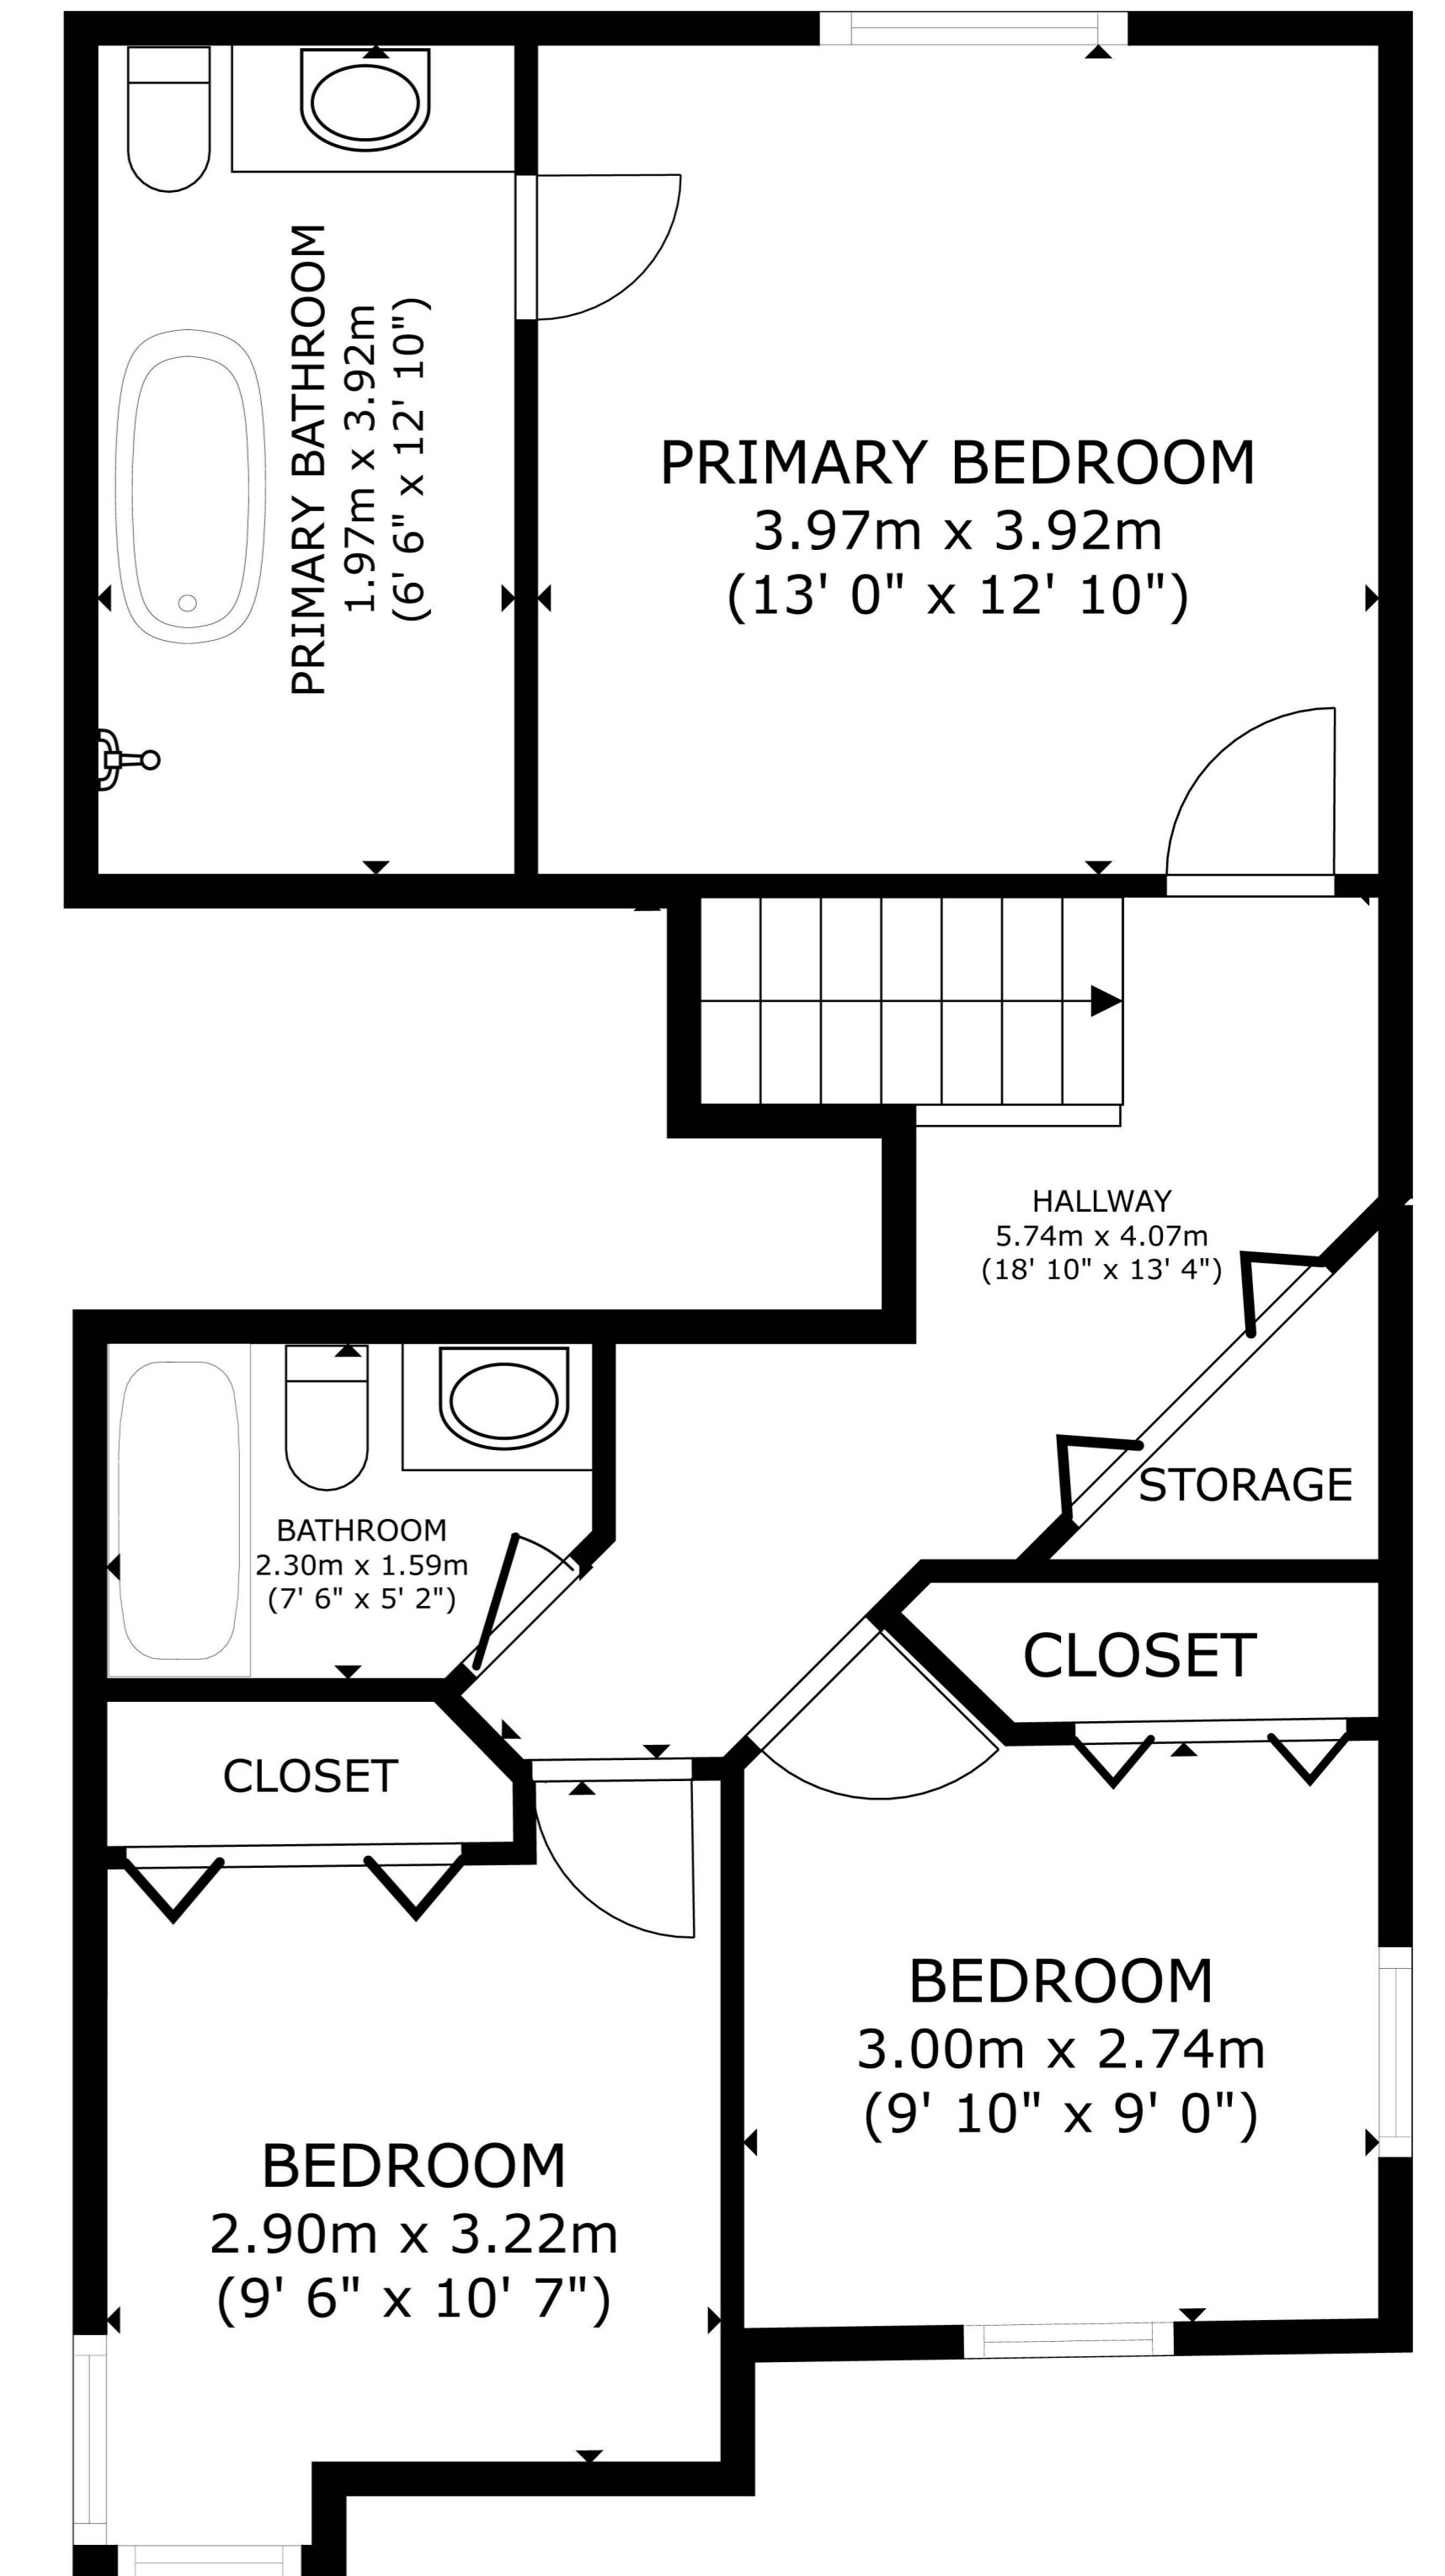 PRIMARY BATHROOM
1.97m x 3.92m
(6' 6" x 12' 10")
PRIMARY BEDROOM
3.97m x 3.92m
(13' 0" x 12' 10")
HALLWAY
5.74m x 4.07m
(18' 10" x 13' 4")
STORAGE
BATHROOM
2.30m x 1.59m
(7' 6" x 5' 2")
CLOSET
CLOSET
BEDROOM
3.00m x 2.74m
(9' 10" x 9' 0")
BEDROOM
2.90m x 3.22m
(9' 6" x 10' 7")